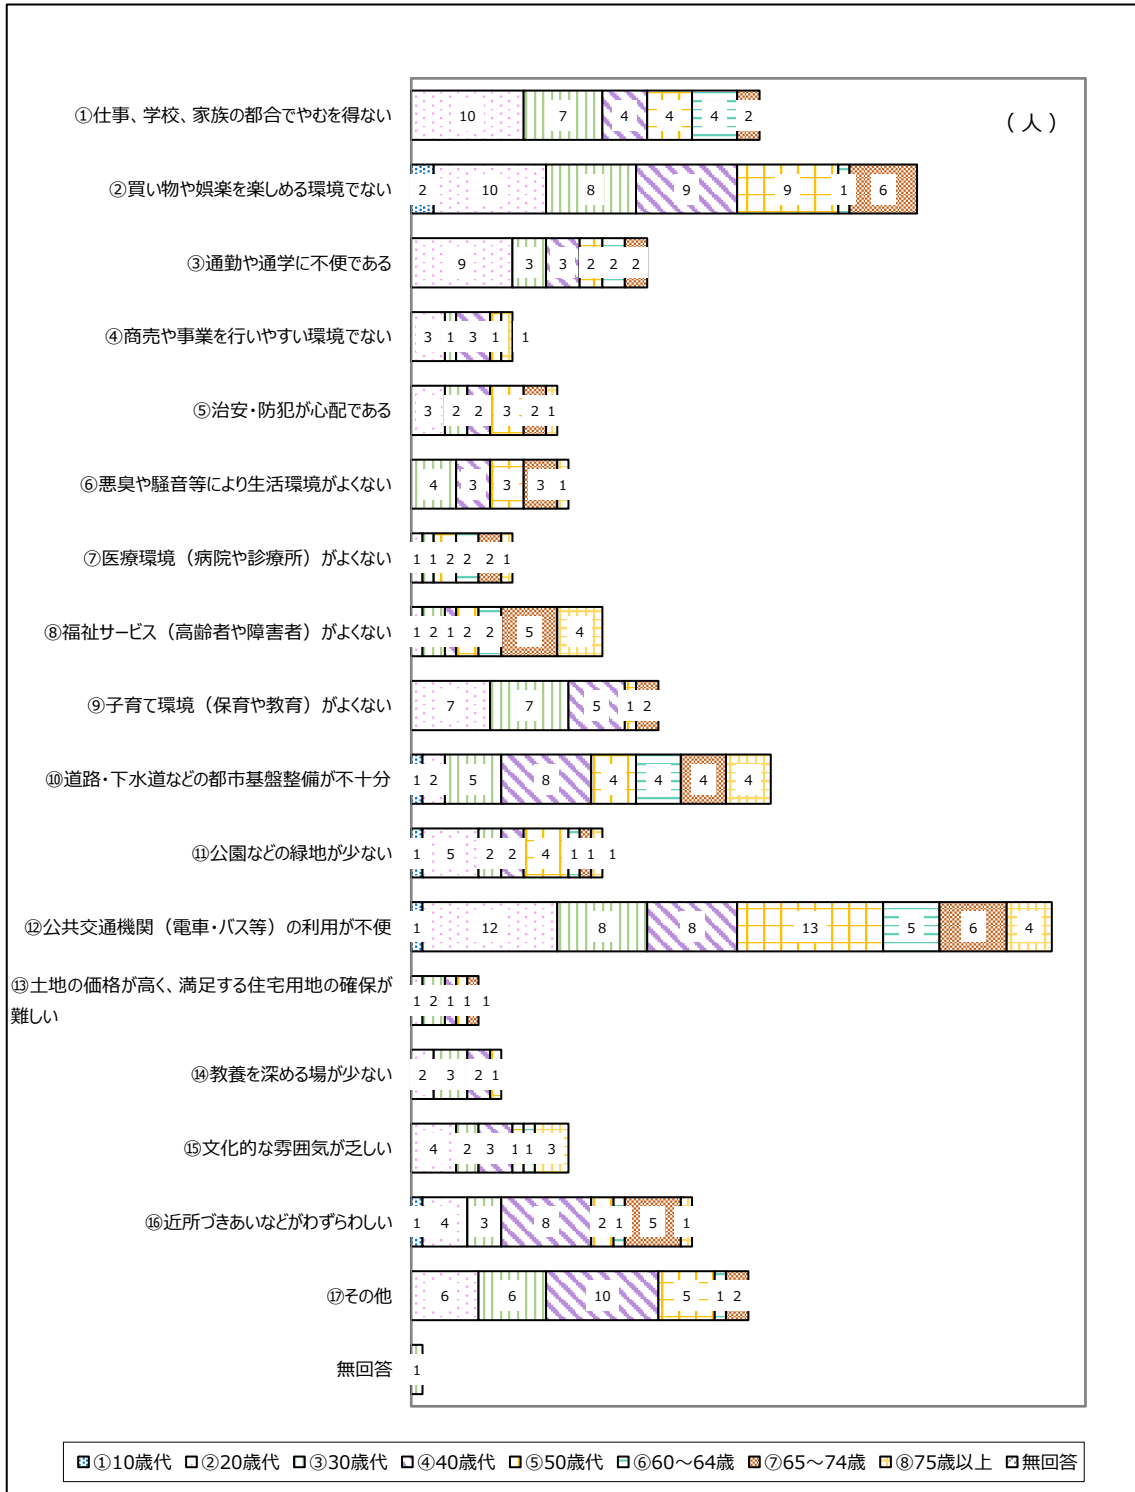 (人)
①仕事、学校、家族の都合でやむを得ない 10 7 4 4 4 2
②買い物や娯楽を楽しめる環境でない 2 10 8 9 9 1 6
③通勤や通学に不便である 9 3 3 2 2 2
④商売や事業を行いやすい環境でない 3 1 3 1 1
⑤治安・防犯が心配である 3 2 2 3 2 1
⑥悪臭や騒音等により生活環境がよくない 4 3 3 3 1
⑦医療環境(病院や診療所)がよくない 1 1 2 2 2 1
⑧福祉サービス(高齢者や障害者)がよくない 1 2 1 2 2 5 4
⑨子育て環境(保育や教育)がよくない 7 7 5 1 2
⑩道路・下水道などの都市基盤整備が不十分 1 2 5 8 4 4 4 4
⑪公園などの緑地が少ない 1 5 2 2 4 1 1 1
⑫公共交通機関(電車・バス等)の利用が不便 1 12 8 8 13 5 6 4
⑬土地の価格が高く、満足する住宅用地の確保が
難しい 1 2 1 1 1
⑭教養を深める場が少ない 2 3 2 1
⑮文化的な雰囲気が乏しい 4 2 3 1 1 3
⑯近所づきあいなどがわずらわしい 1 4 3 8 2 1 5 1
⑰その他 6 6 10 5 1 2
無回答 1
①10歳代 ②20歳代 ③30歳代 ④40歳代 ⑤50歳代 ⑥60~64歳 ⑦65~74歳 ⑧75歳以上 無回答